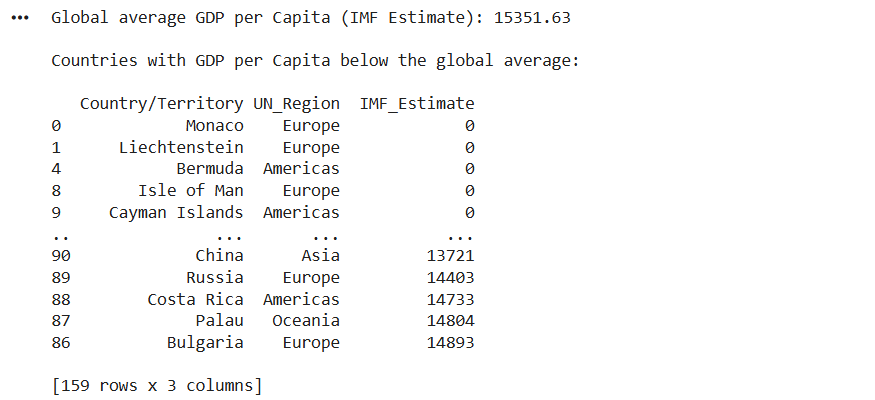 ••• Global average GDP per Capita (IMF Estimate): 15351.63
Countries with GDP per Capita below the global average:
Country/Territory UN_Region IMF_Estimate
0 Monaco Europe 0
1 Liechtenstein Europe 0
4 Bermuda Americas 0
8 Isle of Man Europe 0
9 Cayman Islands Americas 0
.. ... ... ...
90 China Asia 13721
89 Russia Europe 14403
88 Costa Rica Americas 14733
87 Palau Oceania 14804
86 Bulgaria Europe 14893
[159 rows x 3 columns]